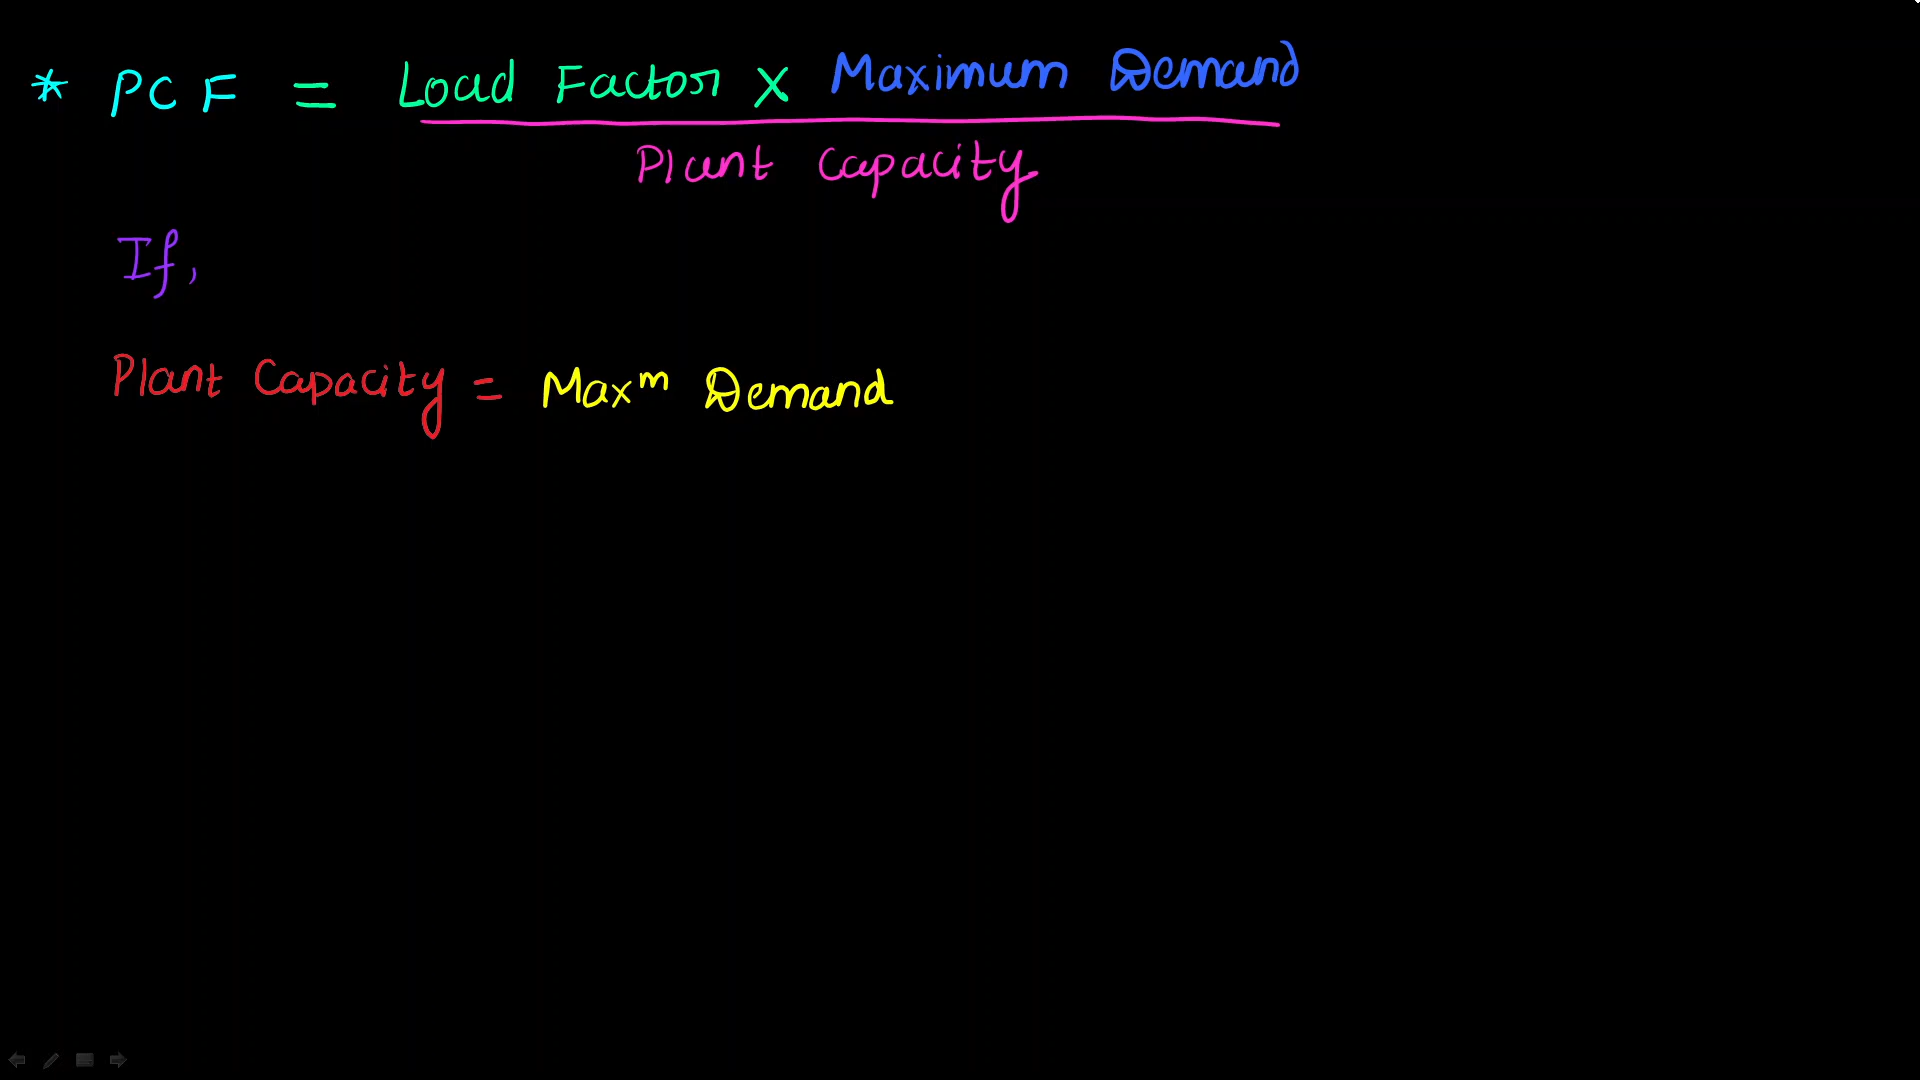 * PCF = Load Factor X Maximum Demand
Plant Capacity
If,
Plant Capacity = Maxᵐ Demand